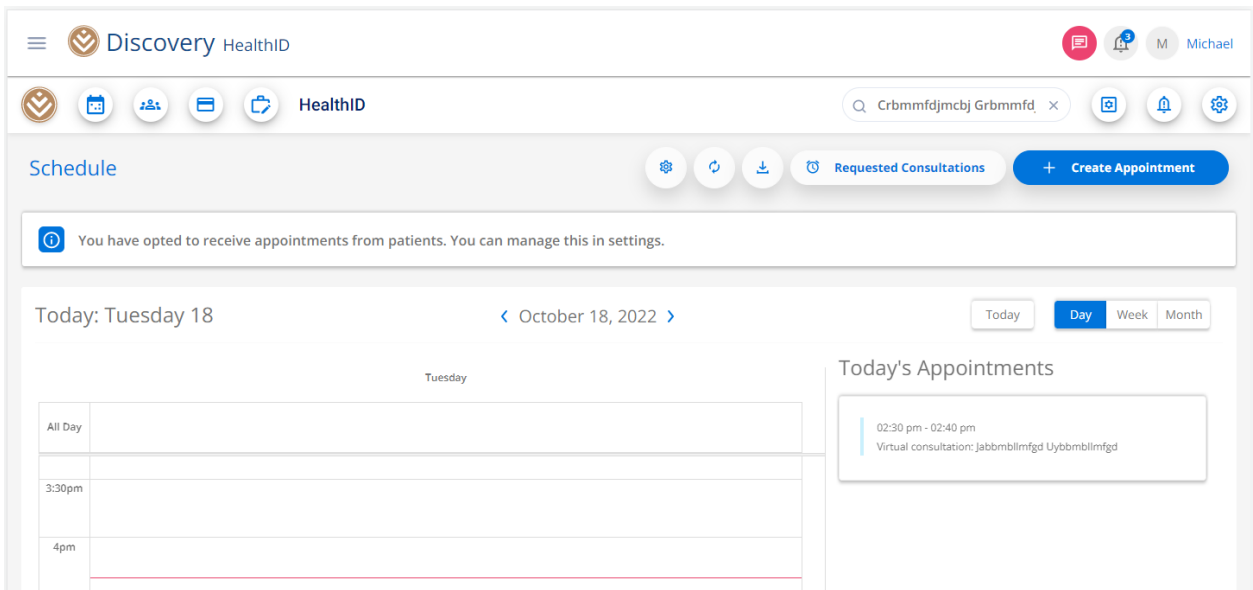 Discovery HealthID
3
M
Michael
HealthID
Crbmmfdjmcbj Grbmmfd
Schedule
Requested Consultations
+ Create Appointment
You have opted to receive appointments from patients. You can manage this in settings.
Today: Tuesday 18
October 18, 2022
Today
Day
Week
Month
Tuesday
Today's Appointments
All Day
02:30 pm - 02:40 pm
Virtual consultation: Jabbmbllmfgd Uybbmbllmfgd
3:30pm
4pm